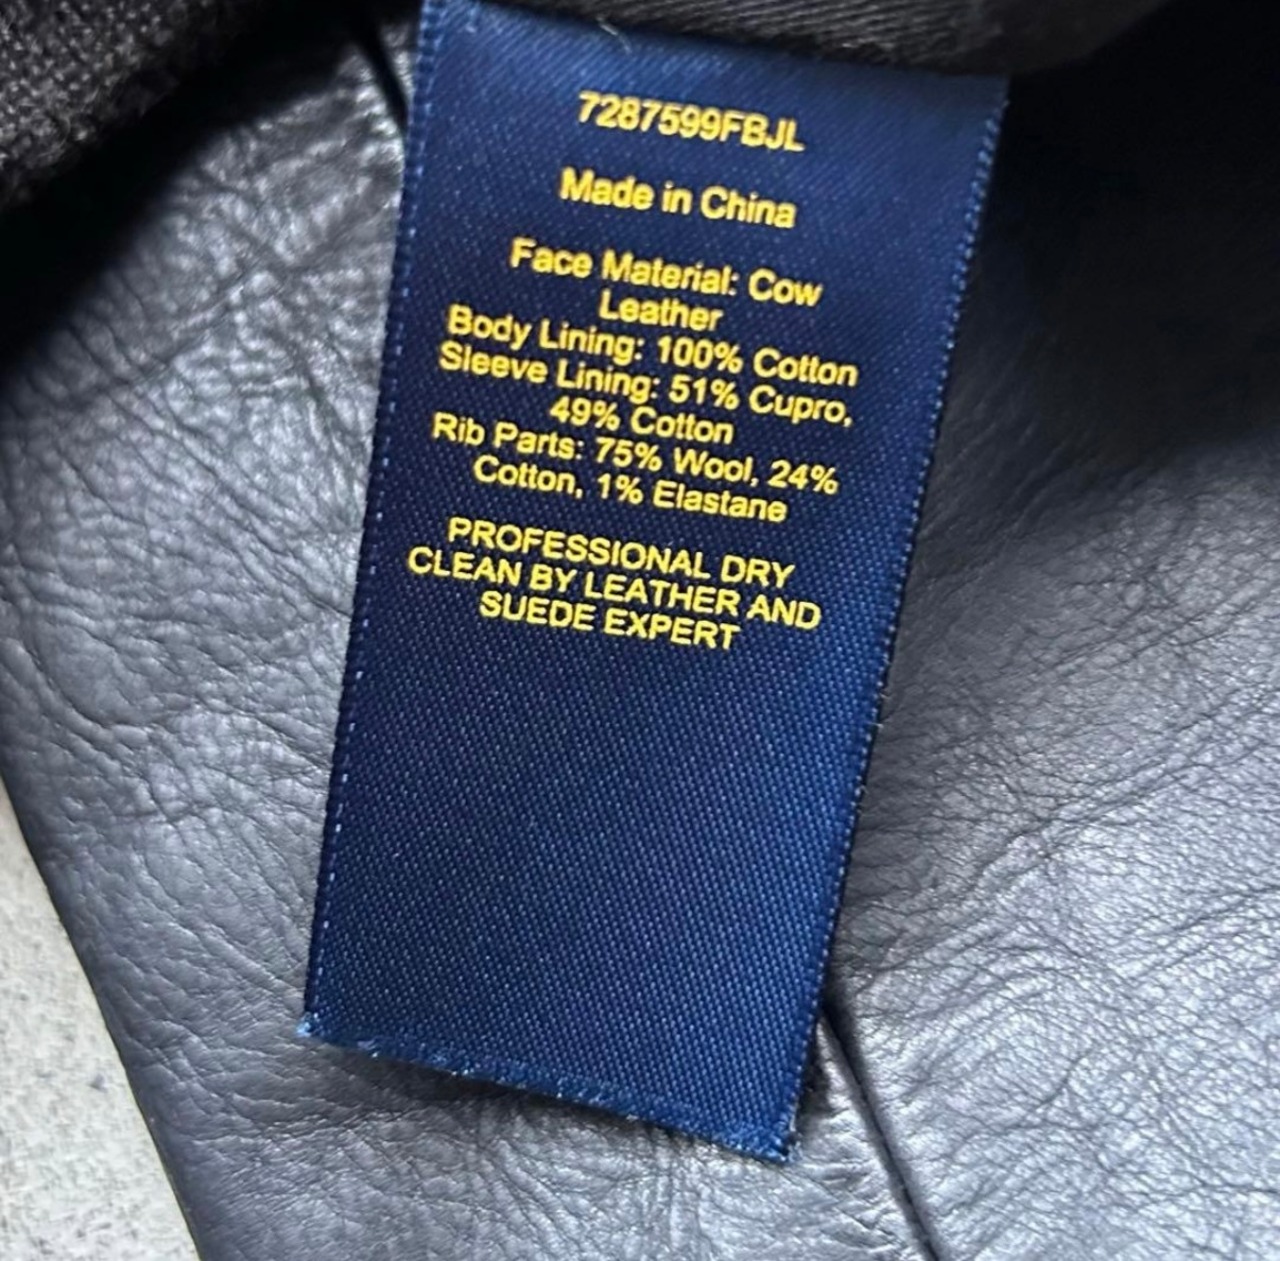 7287599FBJL
Made in China
Face Material: Cow
Leather
Body Lining: 100% Cotton
Sleeve Lining: 51% Cupro,
49% Cotton
Rib Parts: 75% Wool, 24%
Cotton, 1% Elastane
PROFESSIONAL DRY
CLEAN BY LEATHER AND
SUEDE EXPERT